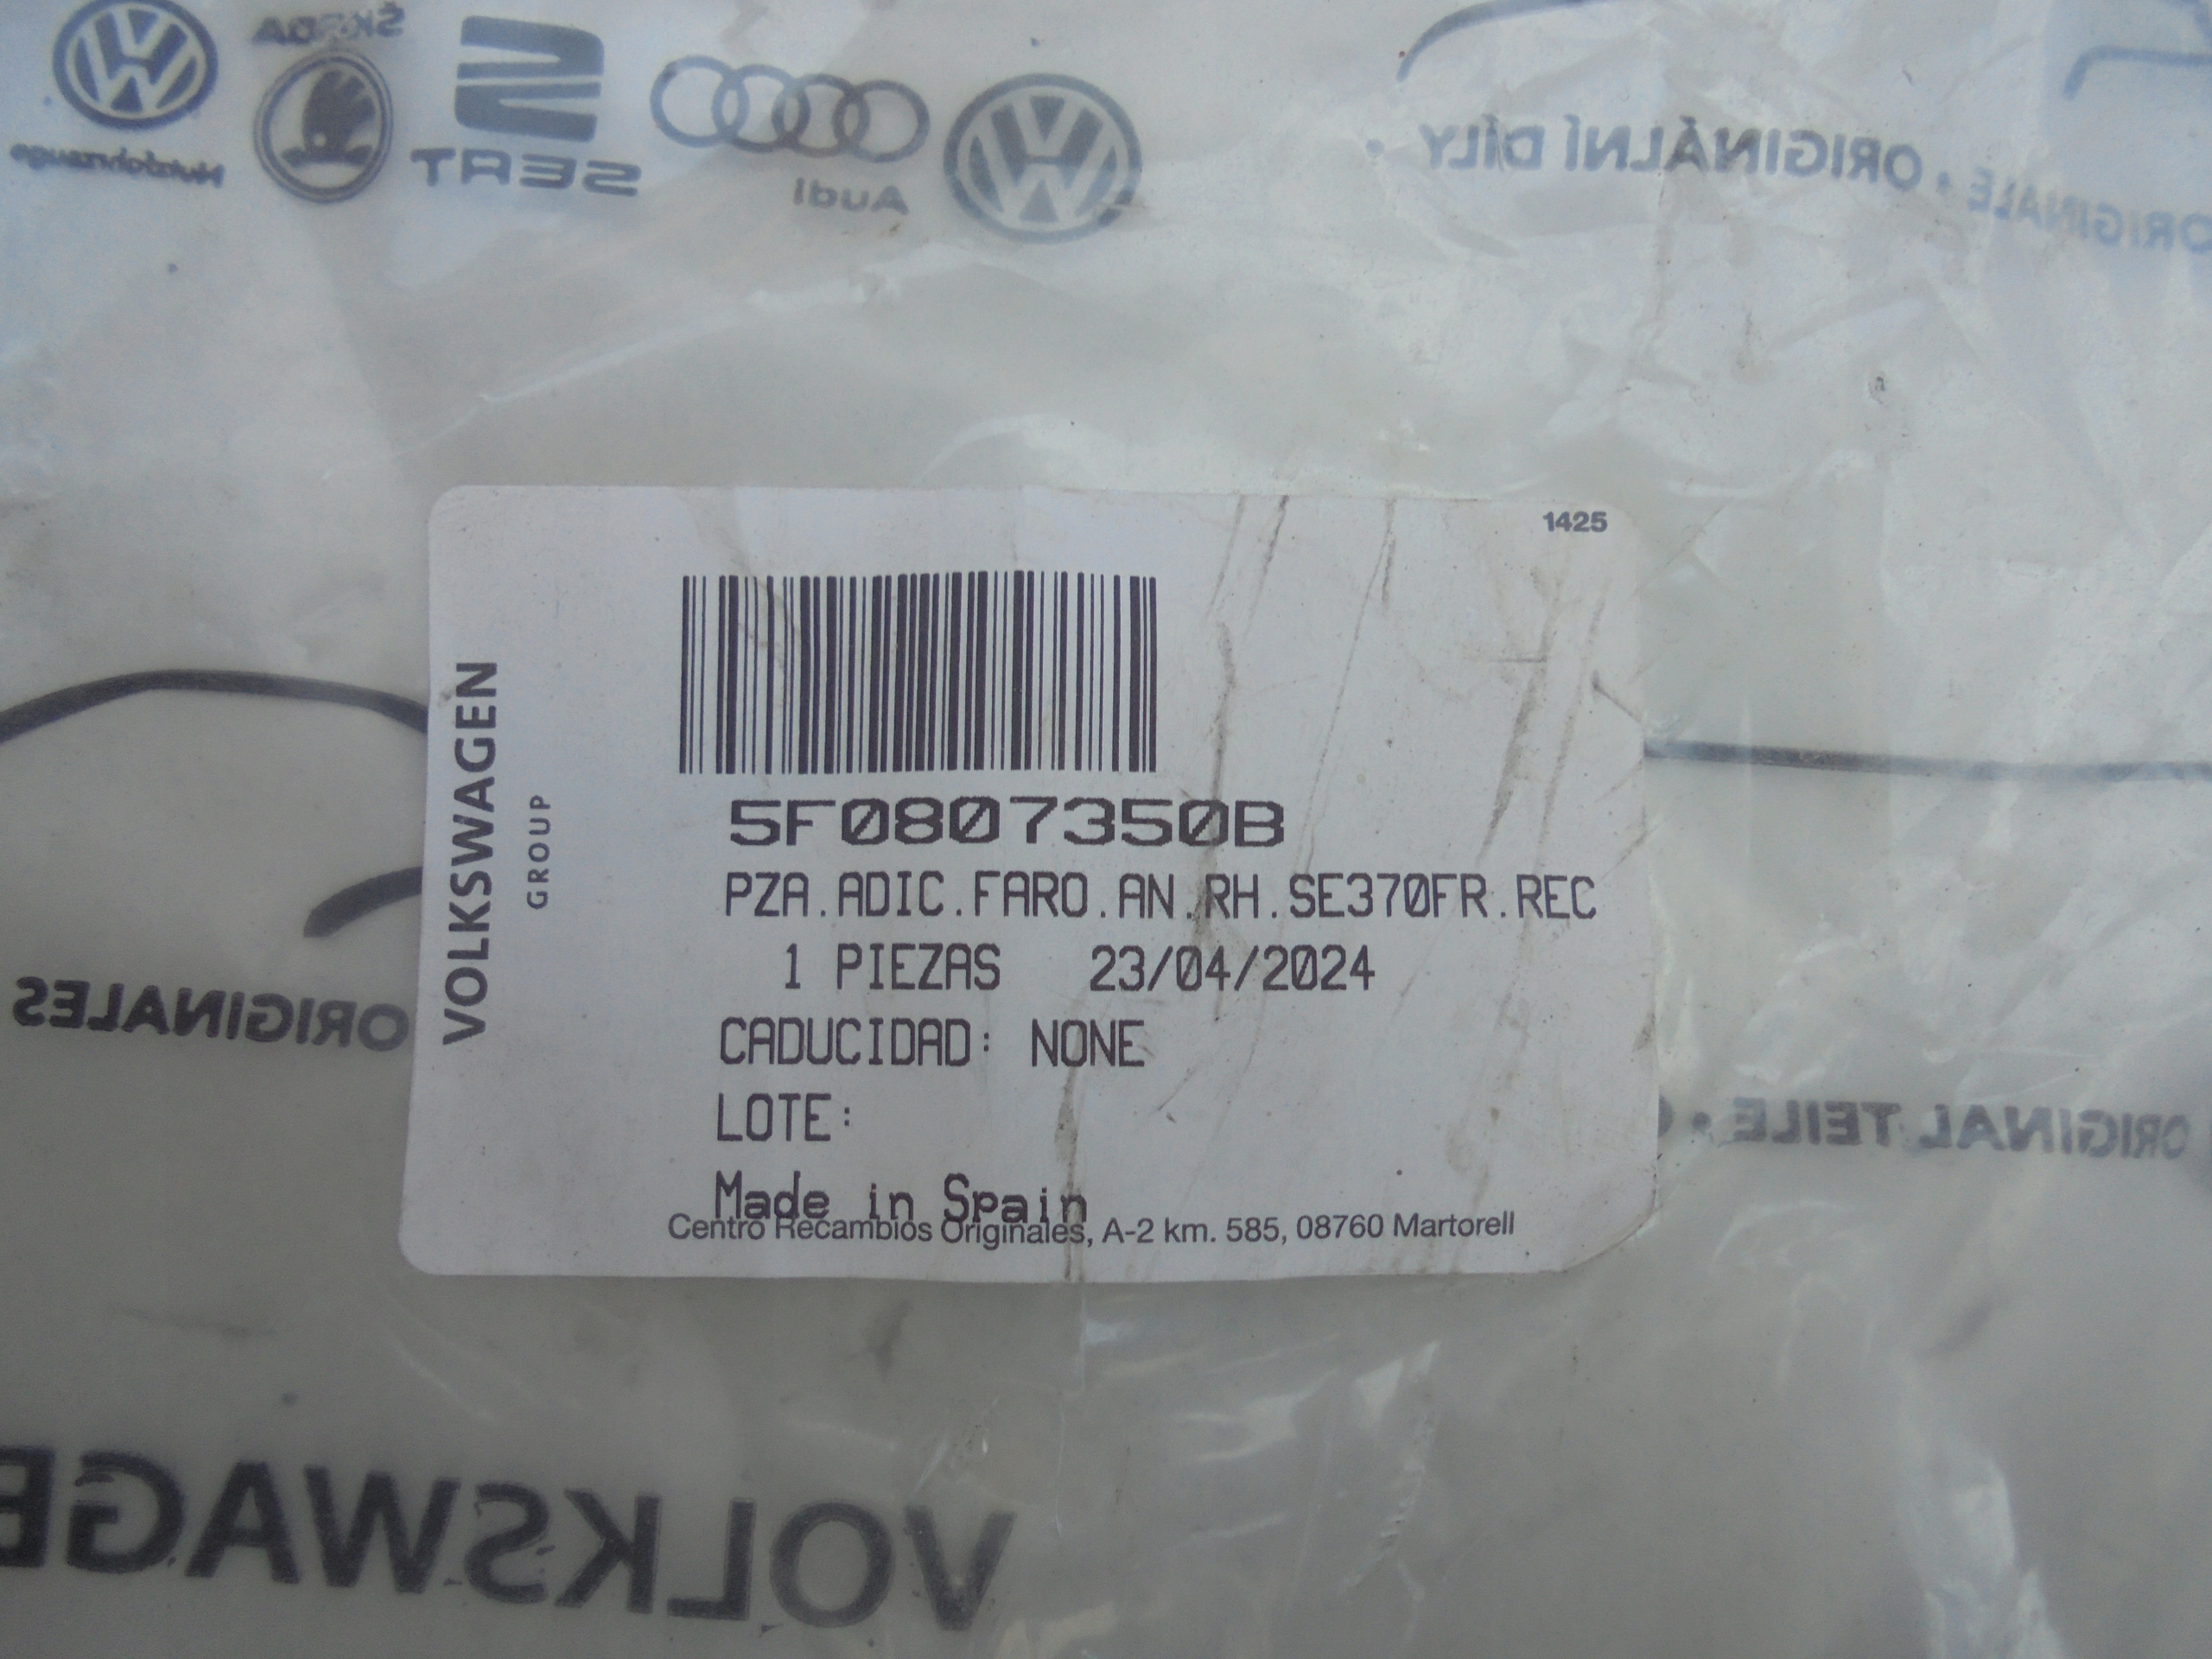 ŠKODA
Nutzfahrzeuge
SEAT
Audi
• ORIGINÁLNÍ DÍLY
• ORIGINALE
1425
VOLKSWAGEN
GROUP
5F0807350B
PZA.ADIC.FARO.AN.RH.SE370FR.REC
1 PIEZAS 23/04/2024
CADUCIDAD: NONE
LOTE:
Made in Spain
Centro Recambios Originales, A-2 km. 585, 08760 Martorell
ORIGINALES
ORIGINAL TEILE •
VOLKSWAGE